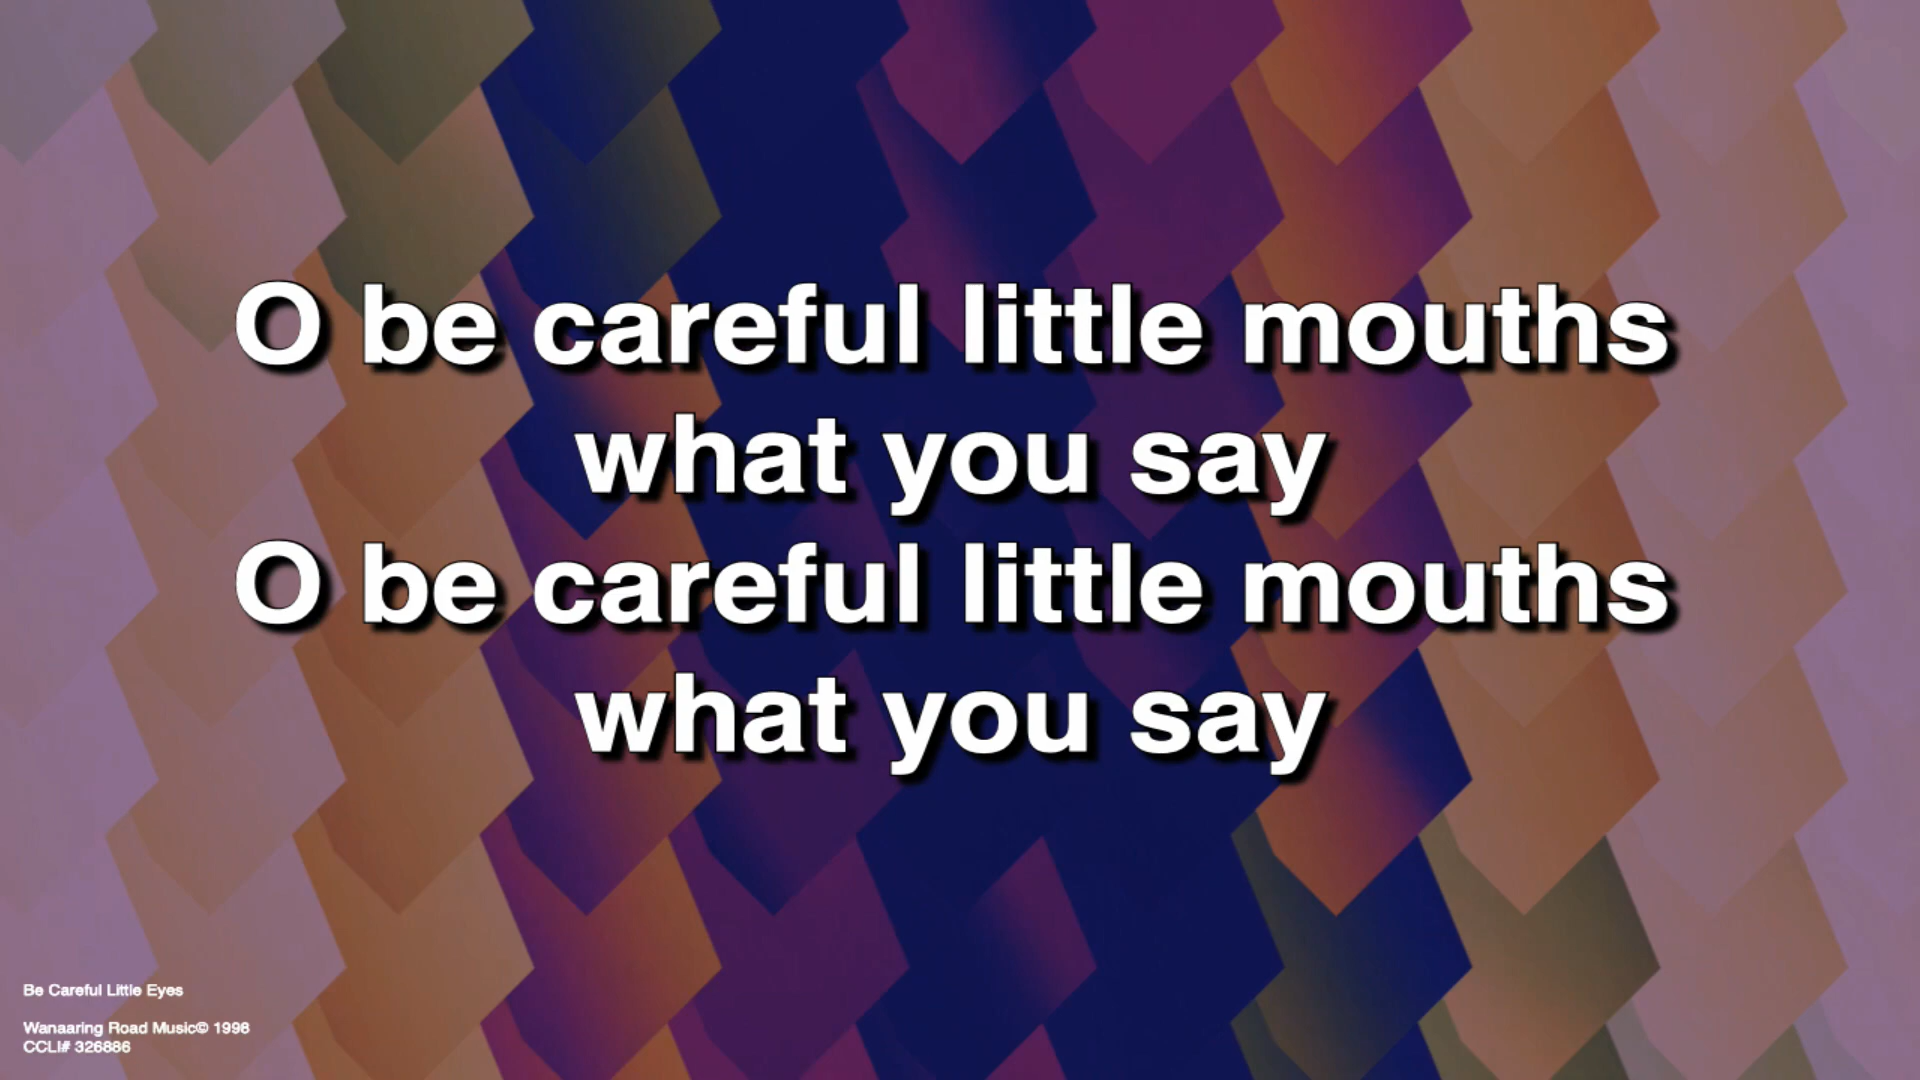 O be careful little mouths
what you say
O be careful little mouths
what you say
Be Careful Little Eyes
Wanaaring Road Music© 1998
CCLI# 326886